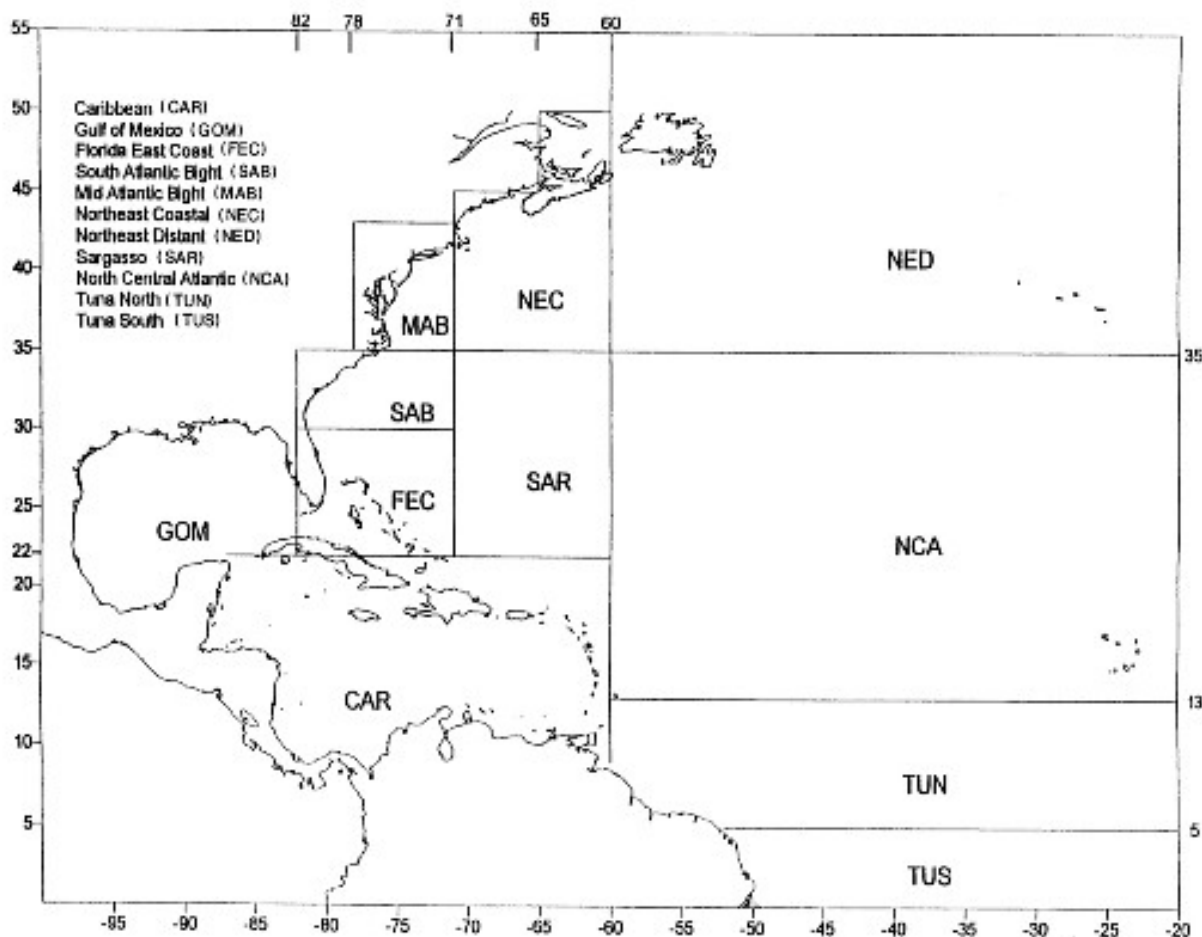 82 78 71 65 60
55
50
Caribbean (CAR)
Gulf of Mexico (GOM)
Florida East Coast (FEC)
South Atlantic Bight (SAB)
Mid Atlantic Bight (MAB)
Northeast Coastal (NEC)
Northeast Distant (NED)
Sargasso (SAR)
North Central Atlantic (NCA)
Tuna North (TUN)
Tuna South (TUS)
45
40
NED
NEC
MAB
35
35
SAB
30
SAR
FEC
25
GOM
NCA
22
20
15
CAR
13
10
TUN
5
5
TUS
-95 -90 -85 -80 -75 -70 -65 -60 -55 -50 -45 -40 -35 -30 -25 -20